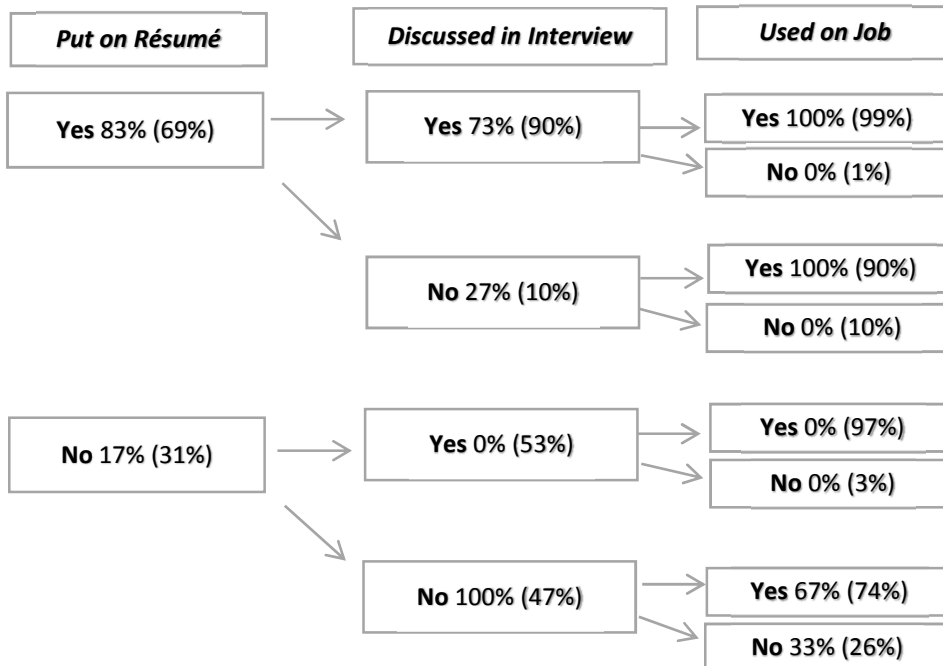 Put on Résumé
Discussed in Interview
Used on Job
Yes 83% (69%)
Yes 73% (90%)
Yes 100% (99%)
No 0% (1%)
No 27% (10%)
Yes 100% (90%)
No 0% (10%)
No 17% (31%)
Yes 0% (53%)
Yes 0% (97%)
No 0% (3%)
No 100% (47%)
Yes 67% (74%)
No 33% (26%)